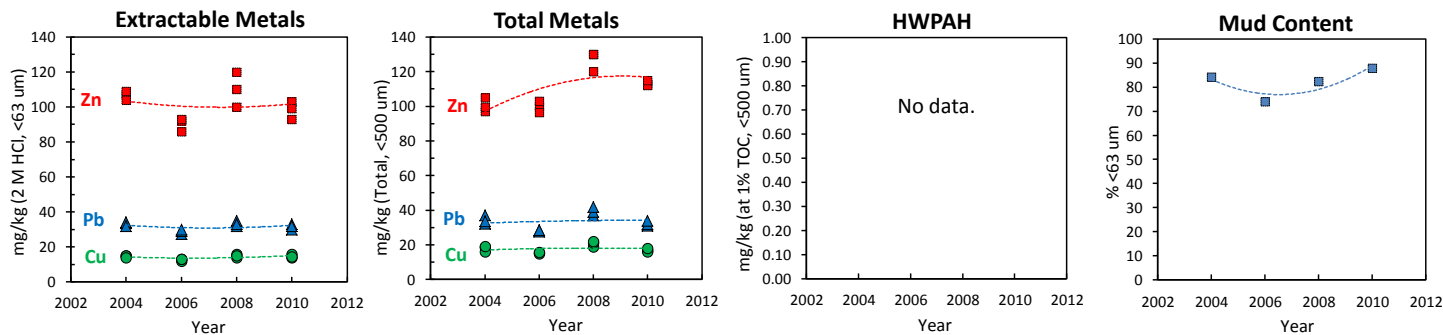 Extractable Metals
mg/kg (2 M HCl, <63 um)
140
120
100
80
60
40
20
0
Zn
Pb
Cu
2002 2004 2006 2008 2010 2012
Year
Total Metals
mg/kg (Total, <500 um)
140
120
100
80
60
40
20
0
Zn
Pb
Cu
2002 2004 2006 2008 2010 2012
Year
HWPAH
mg/kg (at 1% TOC, <500 um)
1.00
0.90
0.80
0.70
0.60
0.50
0.40
0.30
0.20
0.10
0.00
No data.
2002 2004 2006 2008 2010 2012
Year
Mud Content
% <63 um
100
90
80
70
60
50
40
30
20
10
0
2002 2004 2006 2008 2010 2012
Year